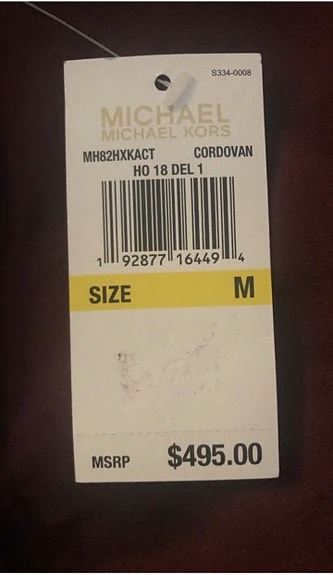 S334-0008
MICHAEL
MICHAEL KORS
MH82HXKACT CORDOVAN
HO 18 DEL 1
1 92877 16449 4
SIZE M
MSRP $495.00